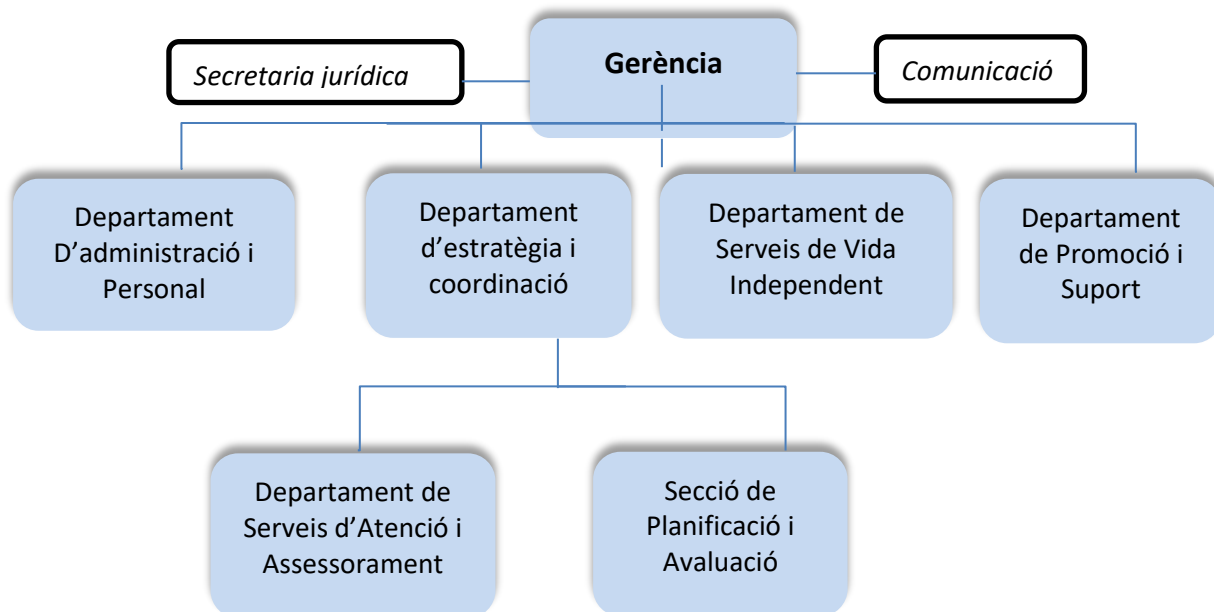 Secretaria jurídica
Gerència
Comunicació
Departament
D’administració i
Personal
Departament
d’estratègia i
coordinació
Departament de
Serveis de Vida
Independent
Departament
de Promoció i
Suport
Departament de
Serveis d’Atenció i
Assessorament
Secció de
Planificació i
Avaluació